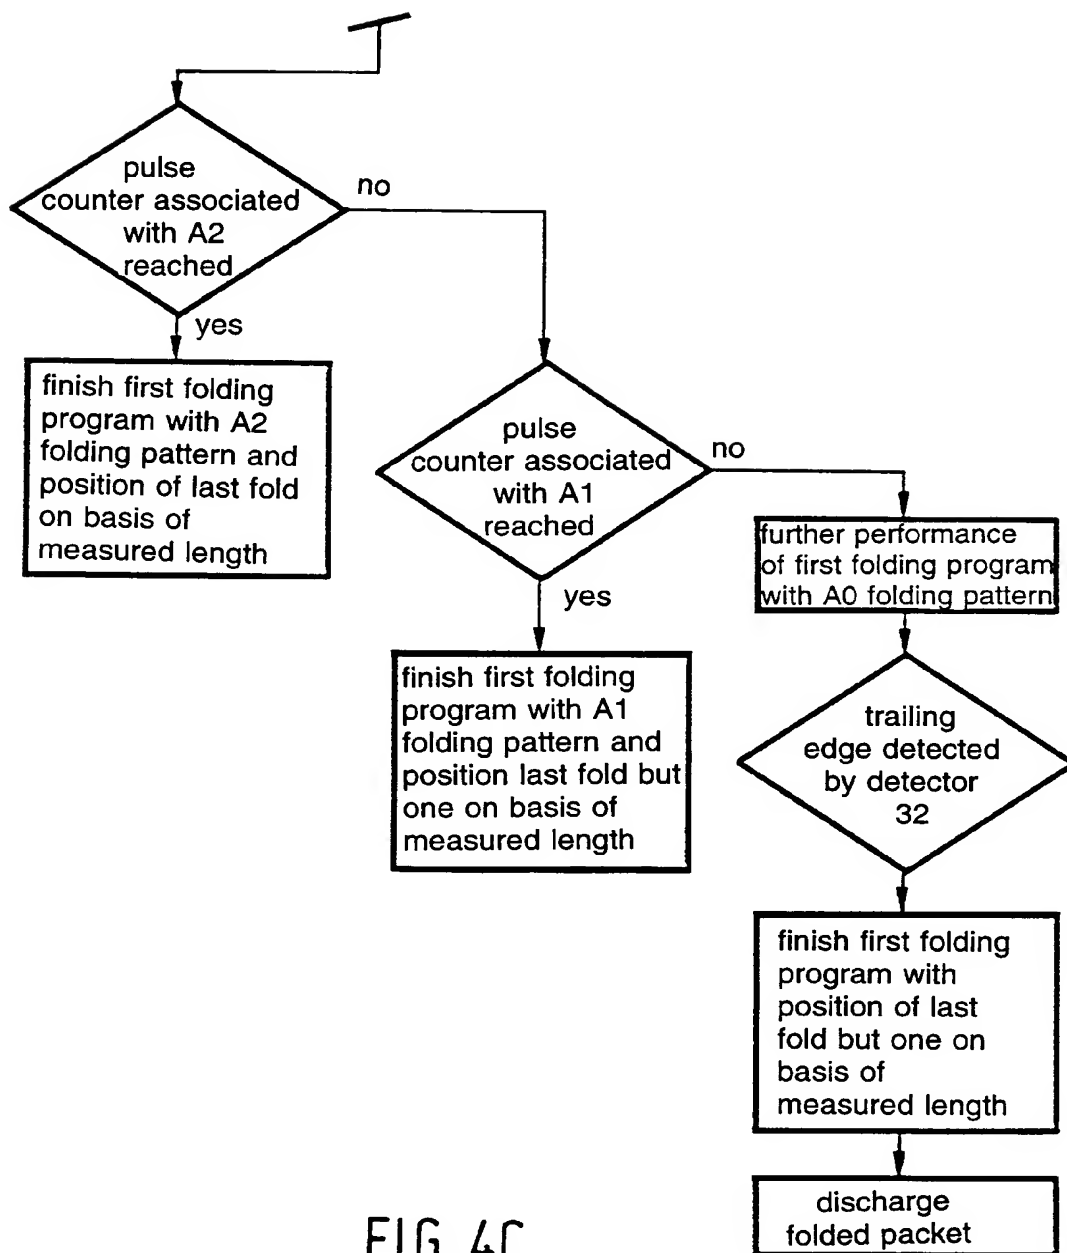 pulse
counter associated
with A2
reached
no
yes
finish first folding
program with A2
folding pattern and
position of last fold
on basis of
measured length
pulse
counter associated
with A1
reached
no
yes
finish first folding
program with A1
folding pattern and
position last fold but
one on basis of
measured length
further performance
of first folding program
with A0 folding pattern
trailing
edge detected
by detector
32
finish first folding
program with
position of last
fold but one on
basis of
measured length
discharge
folded packet
FIG. 4C